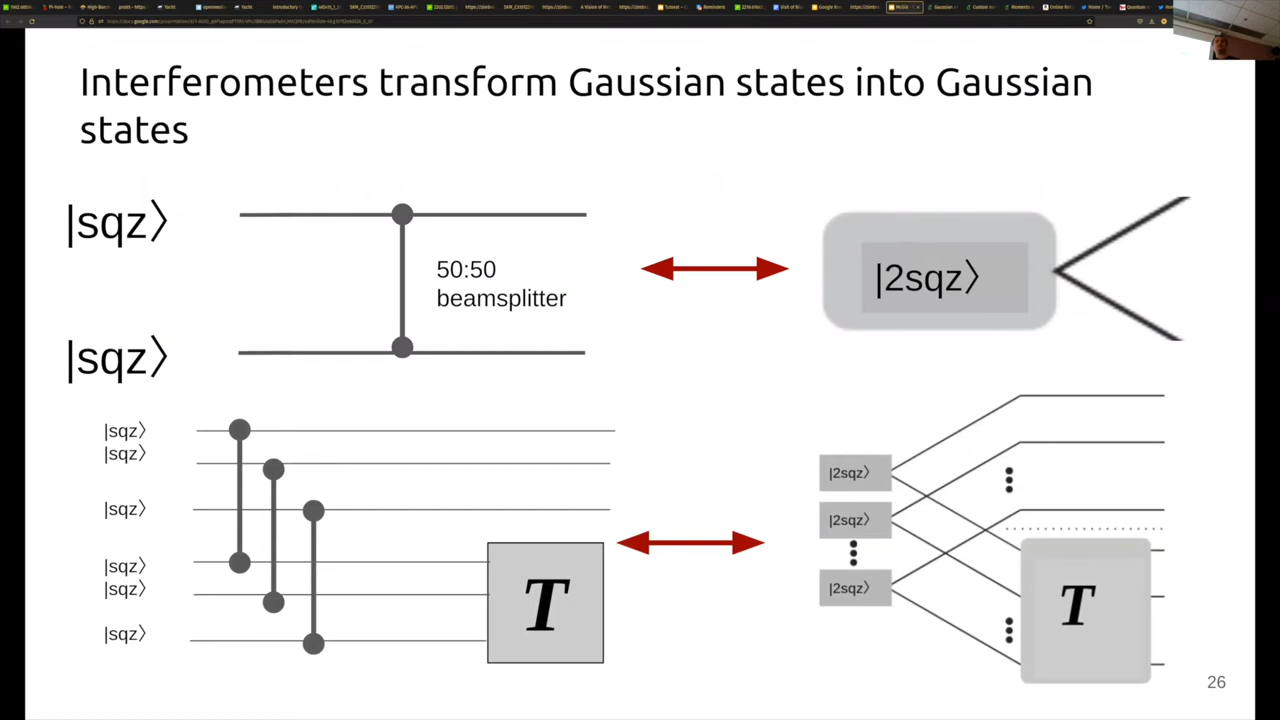 Interferometers transform Gaussian states into Gaussian
states
|sqz⟩
50:50
beamsplitter
|sqz⟩
|2sqz⟩
|sqz⟩
|sqz⟩
|sqz⟩
|sqz⟩
|sqz⟩
|sqz⟩
T
|2sqz⟩
|2sqz⟩
|2sqz⟩
T
26